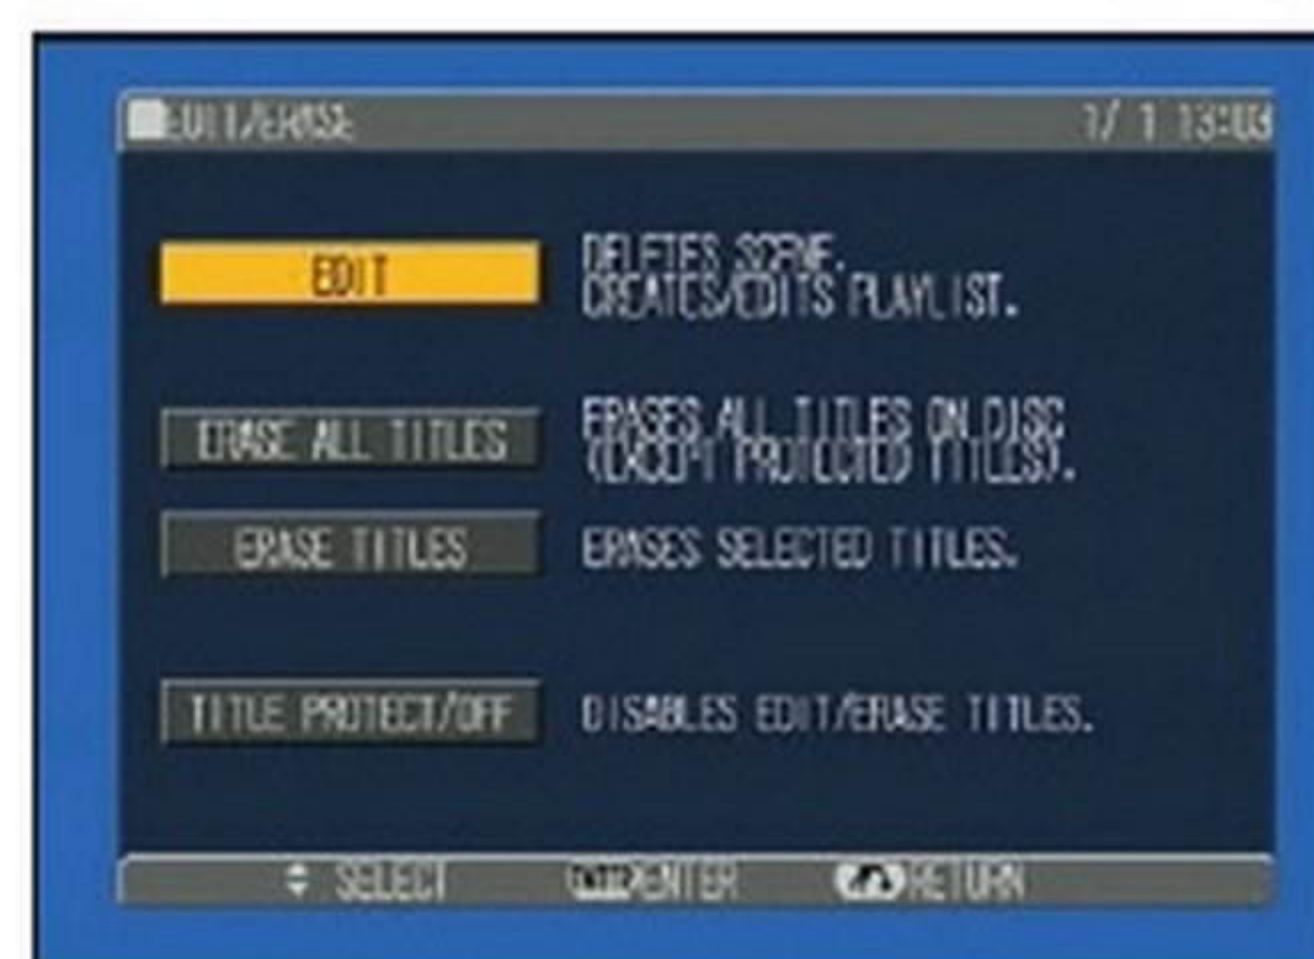 EDIT/ERASE 1/ 1 13:03
EDIT
DELETES SCENE.
CREATES/EDITS PLAYLIST.
ERASE ALL TITLES
ERASES ALL TITLES ON DISC
(EXCEPT PROTECTED TITLES).
ERASE TITLES
ERASES SELECTED TITLES.
TITLE PROTECT/OFF
DISABLES EDIT/ERASE TITLES.
SELECT ENTER ENTER RETURN